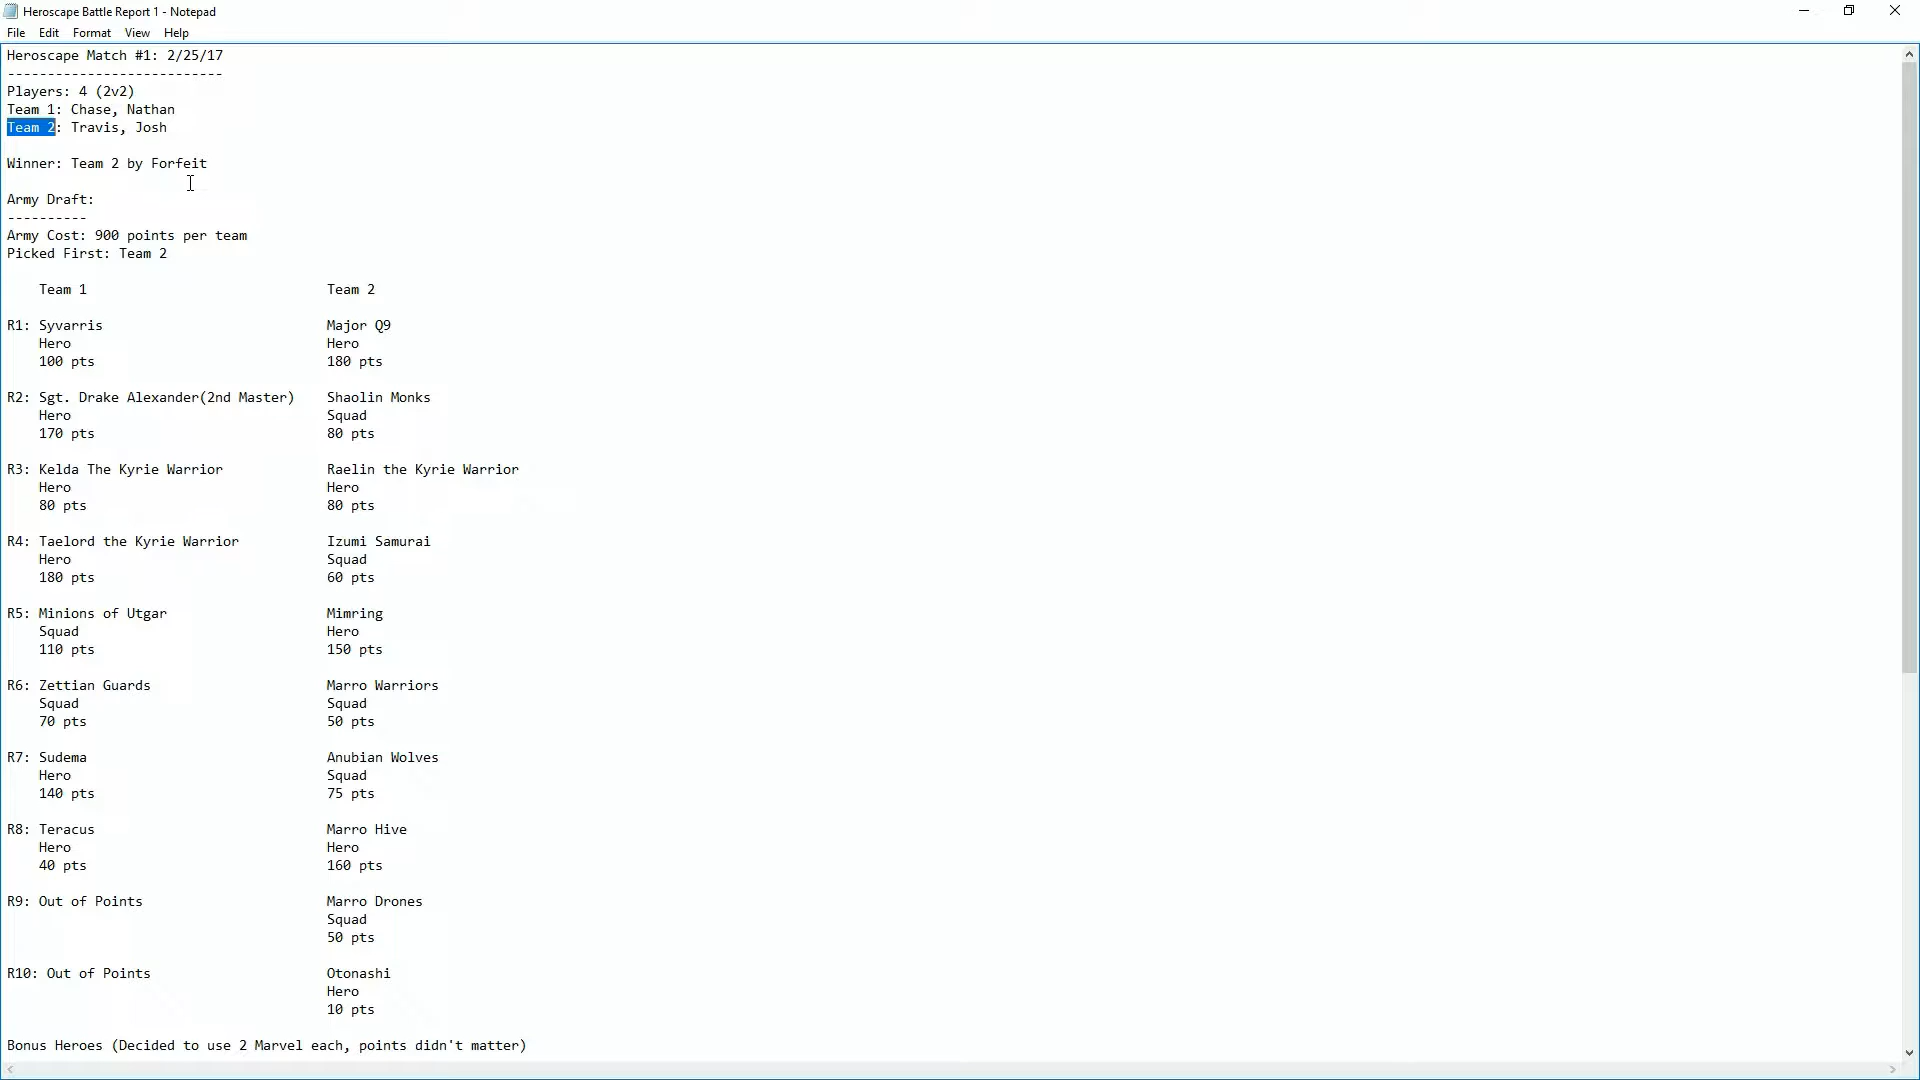 Heroscape Battle Report 1 - Notepad
File Edit Format View Help
Heroscape Match #1: 2/25/17
---------------------------
Players: 4 (2v2)
Team 1: Chase, Nathan
Team 2: Travis, Josh
Winner: Team 2 by Forfeit
Army Draft:
----------
Army Cost: 900 points per team
Picked First: Team 2
Team 1 Team 2
R1: Syvarris Major Q9
Hero Hero
100 pts 180 pts
R2: Sgt. Drake Alexander(2nd Master) Shaolin Monks
Hero Squad
170 pts 80 pts
R3: Kelda The Kyrie Warrior Raelin the Kyrie Warrior
Hero Hero
80 pts 80 pts
R4: Taelord the Kyrie Warrior Izumi Samurai
Hero Squad
180 pts 60 pts
R5: Minions of Utgar Mimring
Squad Hero
110 pts 150 pts
R6: Zettian Guards Marro Warriors
Squad Squad
70 pts 50 pts
R7: Sudema Anubian Wolves
Hero Squad
140 pts 75 pts
R8: Teracus Marro Hive
Hero Hero
40 pts 160 pts
R9: Out of Points Marro Drones
Squad
50 pts
R10: Out of Points Otonashi
Hero
10 pts
Bonus Heroes (Decided to use 2 Marvel each, points didn't matter)